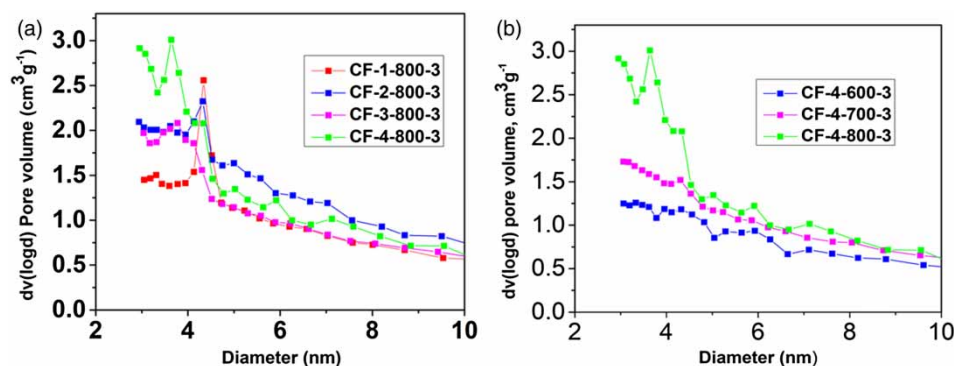 (a)
dv(logd) Pore volume (cm³g⁻¹)
3.0
2.5
2.0
1.5
1.0
0.5
0.0
CF-1-800-3
CF-2-800-3
CF-3-800-3
CF-4-800-3
2 4 6 8 10
Diameter (nm)
(b)
dv(logd) pore volume, cm³g⁻¹
3.0
2.5
2.0
1.5
1.0
0.5
0.0
CF-4-600-3
CF-4-700-3
CF-4-800-3
2 4 6 8 10
Diameter (nm)